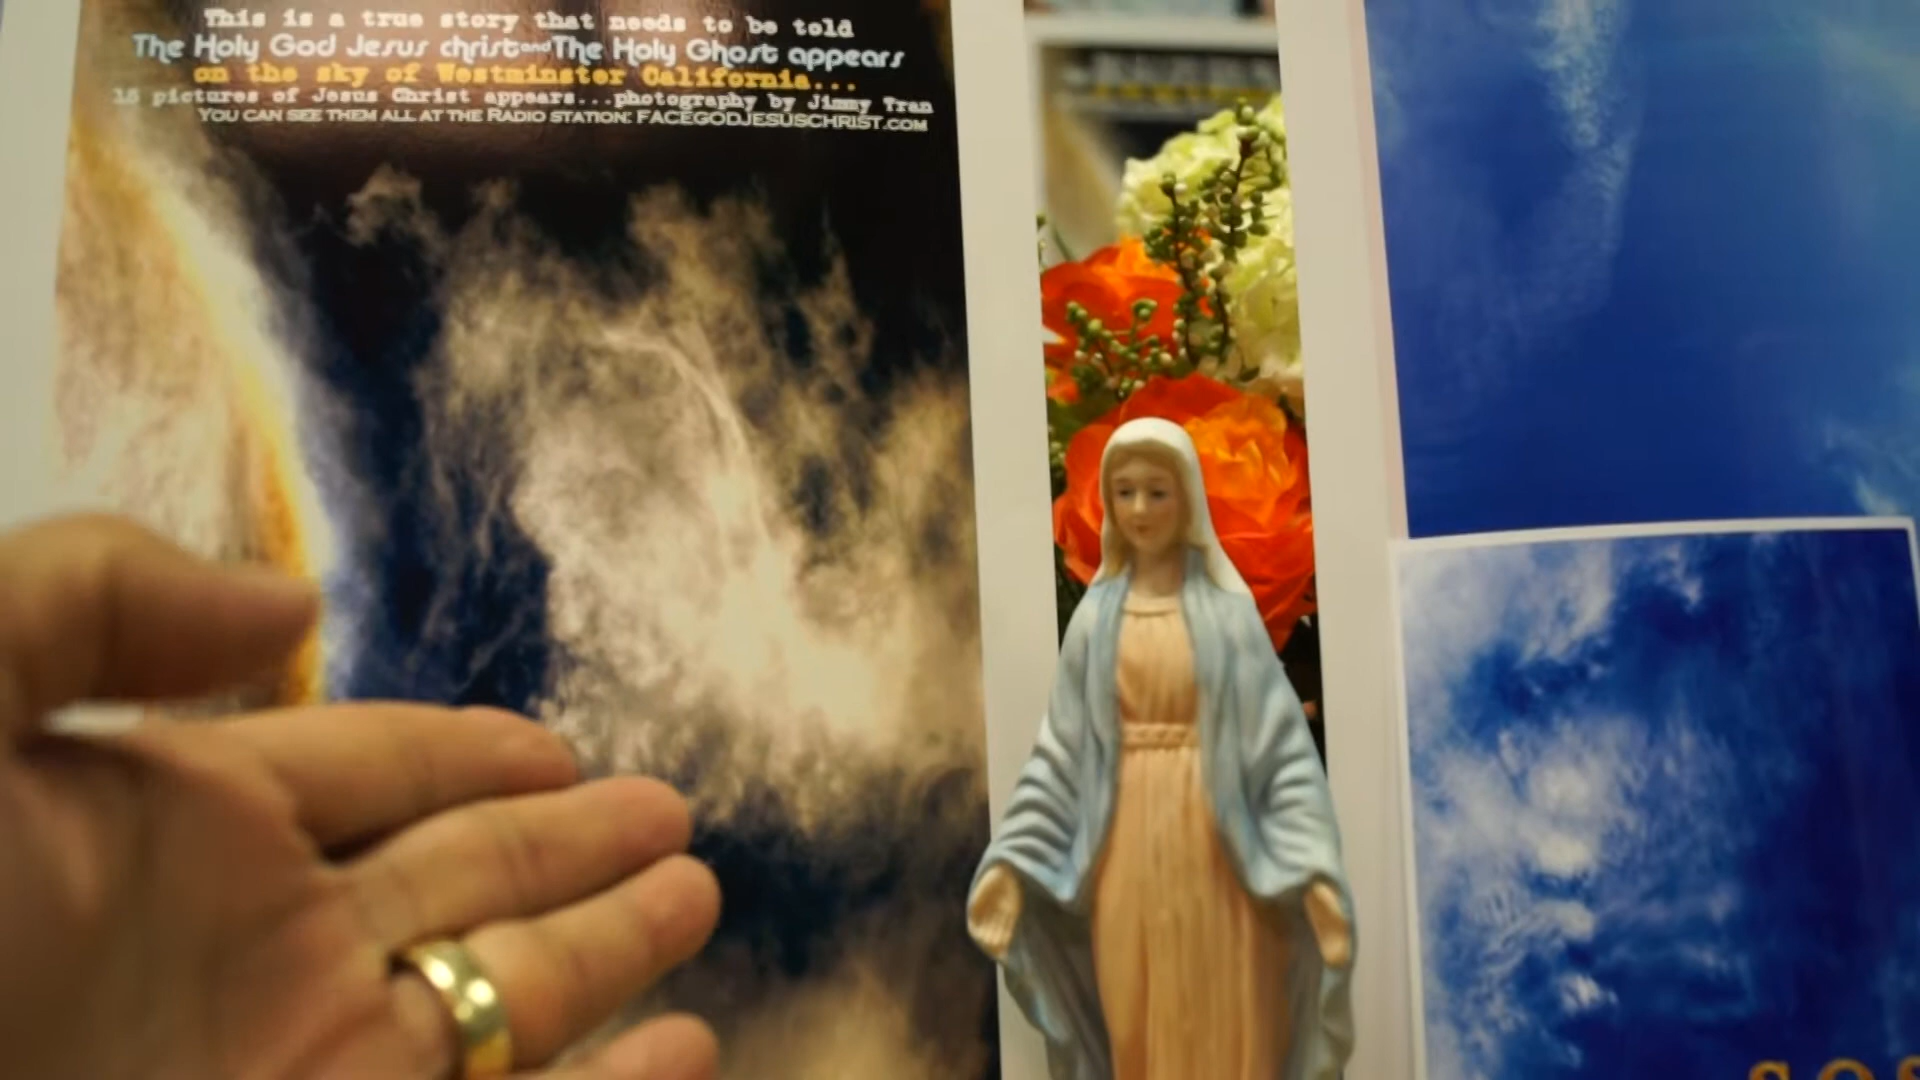 This is a true story that needs to be told
The Holy God Jesus christ and The Holy Ghost appears
on the sky of Westminster California...
15 pictures of Jesus Christ appears...photography by Jimmy Tran
YOU CAN SEE THEM ALL AT THE RADIO STATION: FACEGODJESUSCHRIST.COM